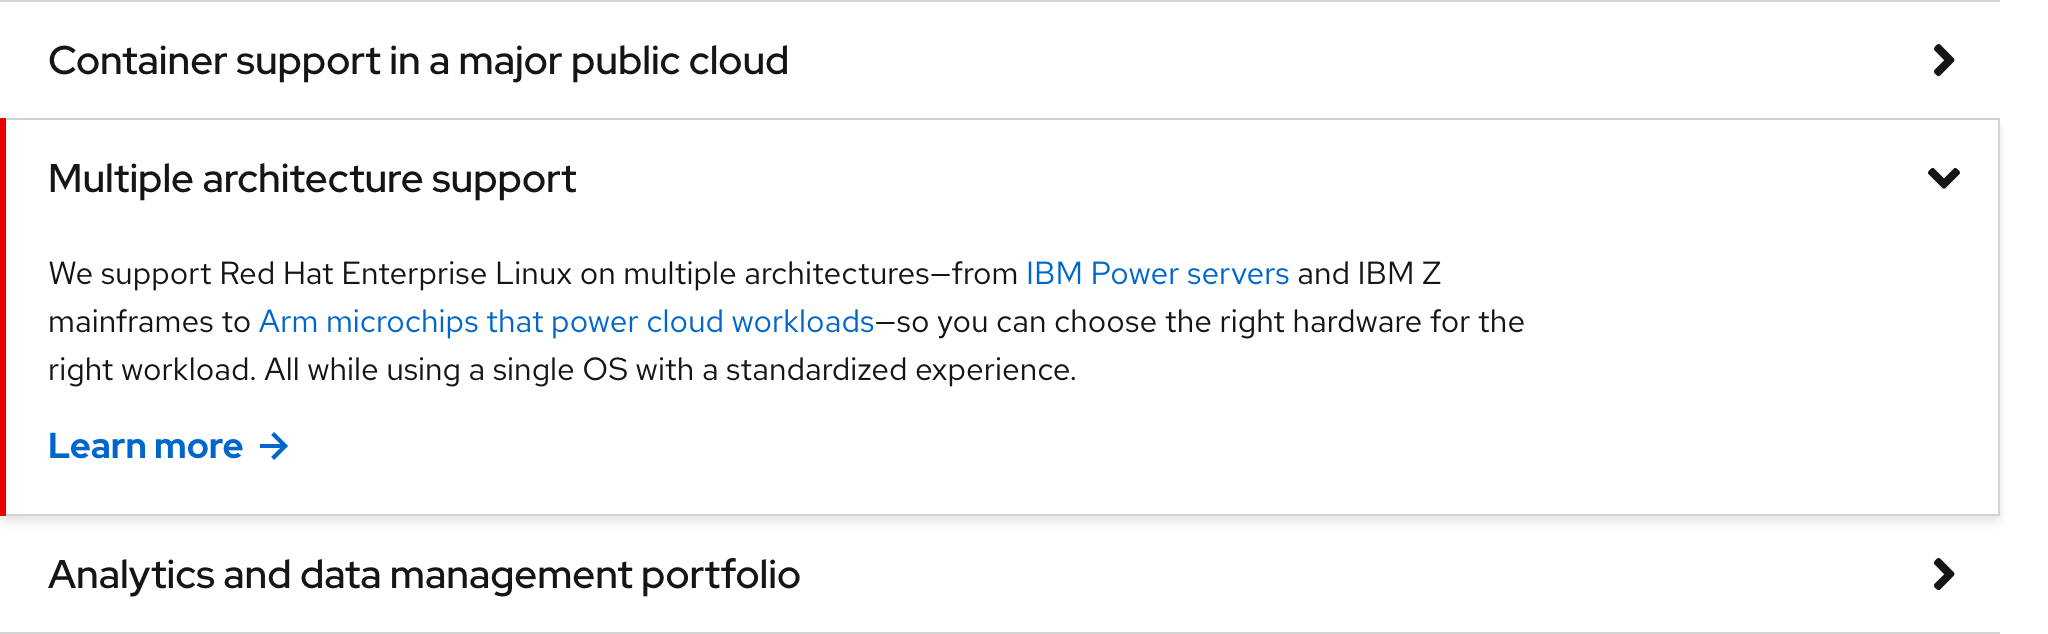 Container support in a major public cloud
Multiple architecture support
We support Red Hat Enterprise Linux on multiple architectures—from IBM Power servers and IBM Z
mainframes to Arm microchips that power cloud workloads—so you can choose the right hardware for the
right workload. All while using a single OS with a standardized experience.
Learn more →
Analytics and data management portfolio